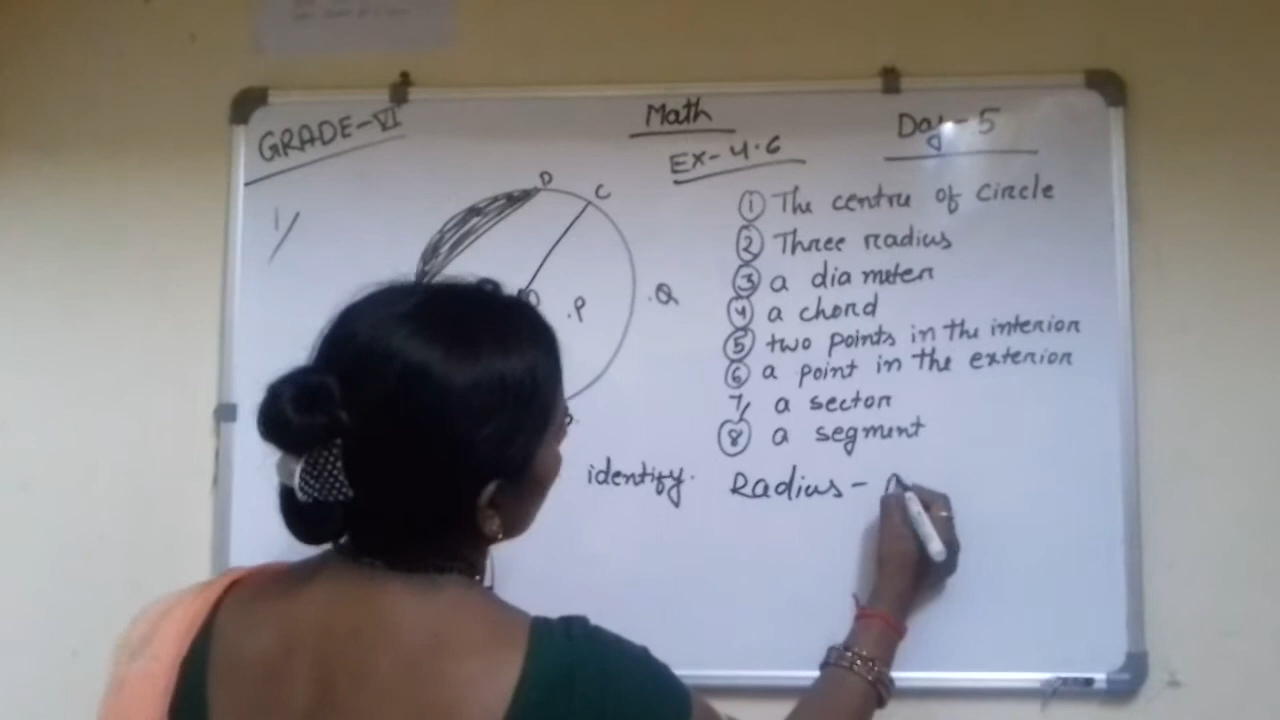 GRADE-VI
Math
Day-5
Ex-4.6
1/
D
C
O
.P
.Q
B
① The centre of circle
② Three radius
③ a diameter
④ a chord
⑤ two points in the interior
⑥ a point in the exterior
7/ a sector
⑧ a segment
identify.
Radius -